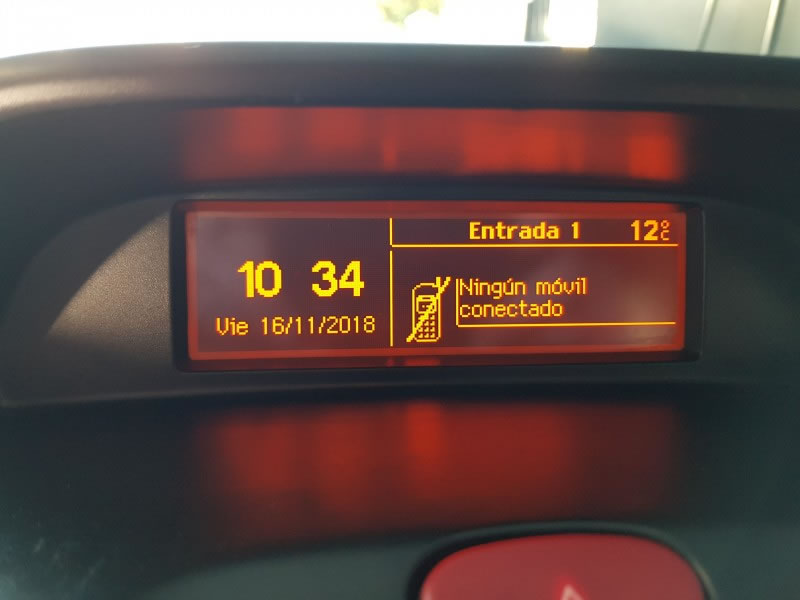 Entrada 1 12°C
10 34
Vie 16/11/2018
Ningún móvil
conectado